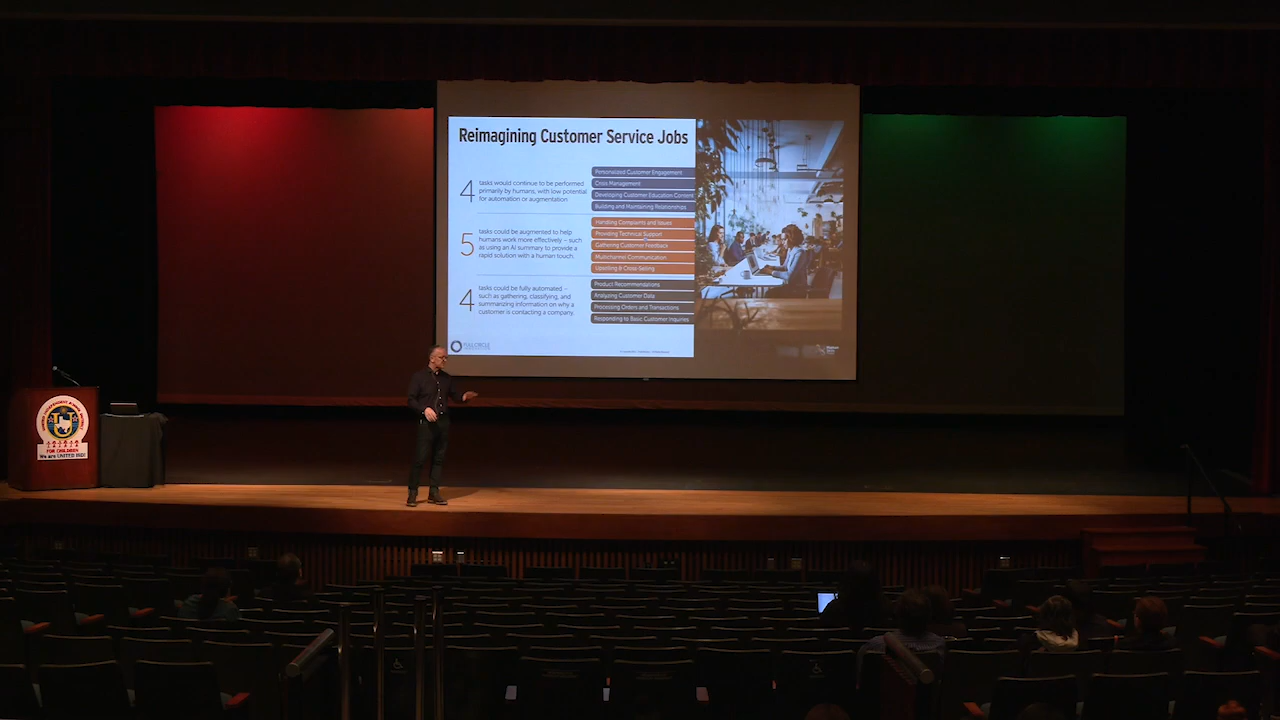 Reimagining Customer Service Jobs
4
tasks would continue to be performed
primarily by humans, with low potential
for automation or augmentation
Personalized Customer Engagement
Crisis Management
Developing Customer Education Content
Building and Maintaining Relationships
5
tasks could be augmented to help
humans work more effectively – such
as using an AI summary to provide a
rapid solution with a human touch.
Handling Complaints and Issues
Providing Technical Support
Gathering Customer Feedback
Multichannel Communication
Upselling & Cross-Selling
4
tasks could be fully automated –
such as gathering, classifying, and
summarizing information on why a
customer is contacting a company.
Product Recommendations
Analyzing Customer Data
Processing Orders and Transactions
Responding to Basic Customer Inquiries
FULL CIRCLE
FOR CHILDREN
We are UNITED ISD!